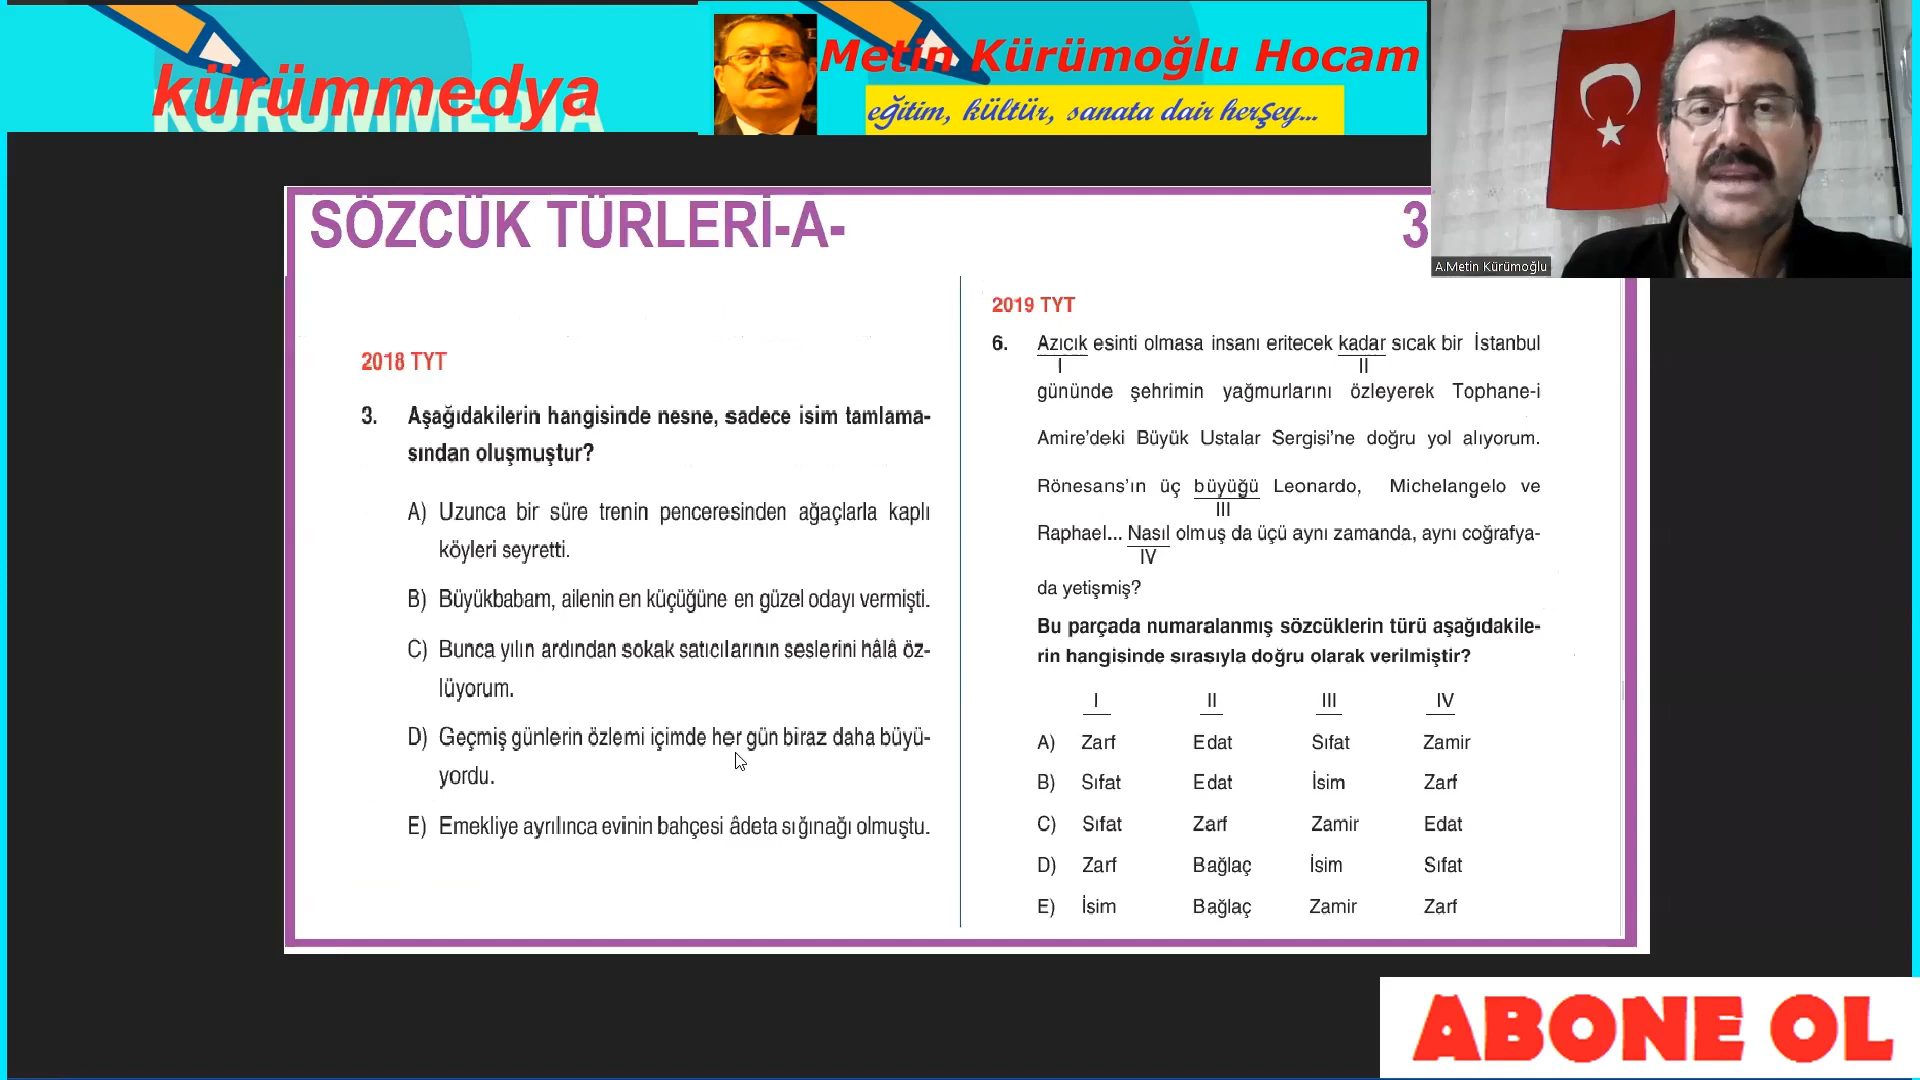 kürümmedya
KÜRÜMMEDYA
Metin Kürümoğlu Hocam
eğitim, kültür, sanata dair herşey...
A.Metin Kürümoğlu
SÖZCÜK TÜRLERİ-A-
3
2018 TYT
3. Aşağıdakilerin hangisinde nesne, sadece isim tamlama-
sından oluşmuştur?
A) Uzunca bir süre trenin penceresinden ağaçlarla kaplı
köyleri seyretti.
B) Büyükbabam, ailenin en küçüğüne en güzel odayı vermişti.
C) Bunca yılın ardından sokak satıcılarının seslerini hâlâ öz-
lüyorum.
D) Geçmiş günlerin özlemi içimde her gün biraz daha büyü-
yordu.
E) Emekliye ayrılınca evinin bahçesi âdeta sığınağı olmuştu.
2019 TYT
6. Azıcık esinti olmasa insanı eritecek kadar sıcak bir İstanbul
I II
gününde şehrimin yağmurlarını özleyerek Tophane-i
Amire'deki Büyük Ustalar Sergisi'ne doğru yol alıyorum.
Rönesans'ın üç büyüğü Leonardo, Michelangelo ve
III
Raphael... Nasıl olmuş da üçü aynı zamanda, aynı coğrafya-
IV
da yetişmiş?
Bu parçada numaralanmış sözcüklerin türü aşağıdakile-
rin hangisinde sırasıyla doğru olarak verilmiştir?
I II III IV
A) Zarf Edat Sıfat Zamir
B) Sıfat Edat İsim Zarf
C) Sıfat Zarf Zamir Edat
D) Zarf Bağlaç İsim Sıfat
E) İsim Bağlaç Zamir Zarf
ABONE OL